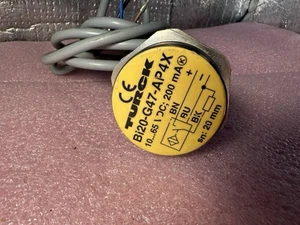 CE
TURCK
BI20-G47-AP4X
10...65 VDC; 200 mA
+
-
BN
BU
BK
sn: 20 mm